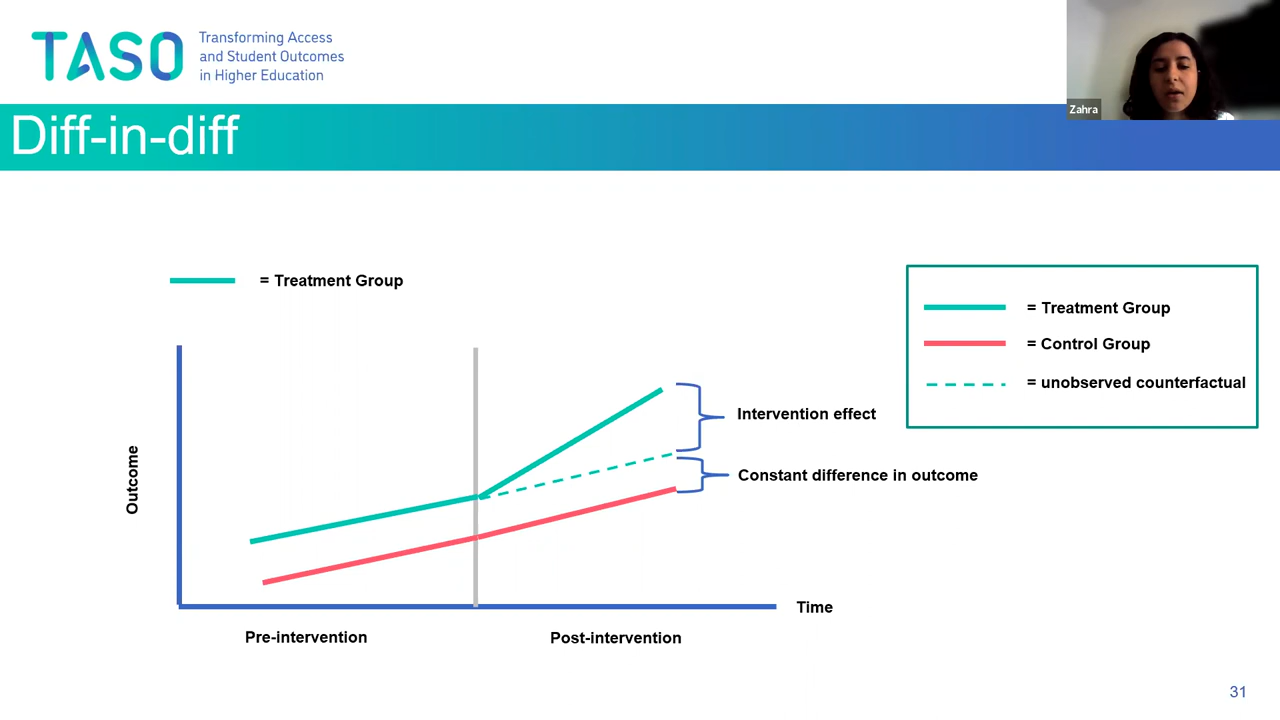 TASO
Transforming Access
and Student Outcomes
in Higher Education
Zahra
Diff-in-diff
= Treatment Group
= Treatment Group
= Control Group
= unobserved counterfactual
Intervention effect
Constant difference in outcome
Outcome
Time
Pre-intervention
Post-intervention
31